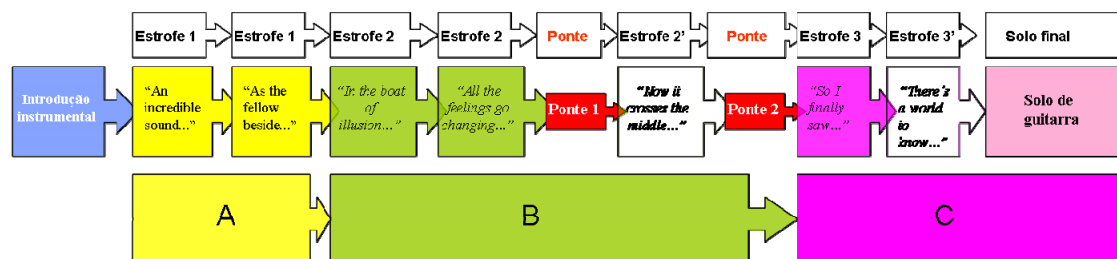 Estrofe 1 Estrofe 1 Estrofe 2 Estrofe 2 Ponte Estrofe 2’ Ponte Estrofe 3 Estrofe 3’ Solo final
Introdução
instrumental
“An
incredible
sound...”
“As the
fellow
beside...”
“In the boat
of
illusion...”
“All the
feelings go
changing...”
Ponte 1
“Now it
crosses the
middle...”
Ponte 2
“So I
finally
saw...”
“There’s
a world
to
know...”
Solo de
guitarra
A B C